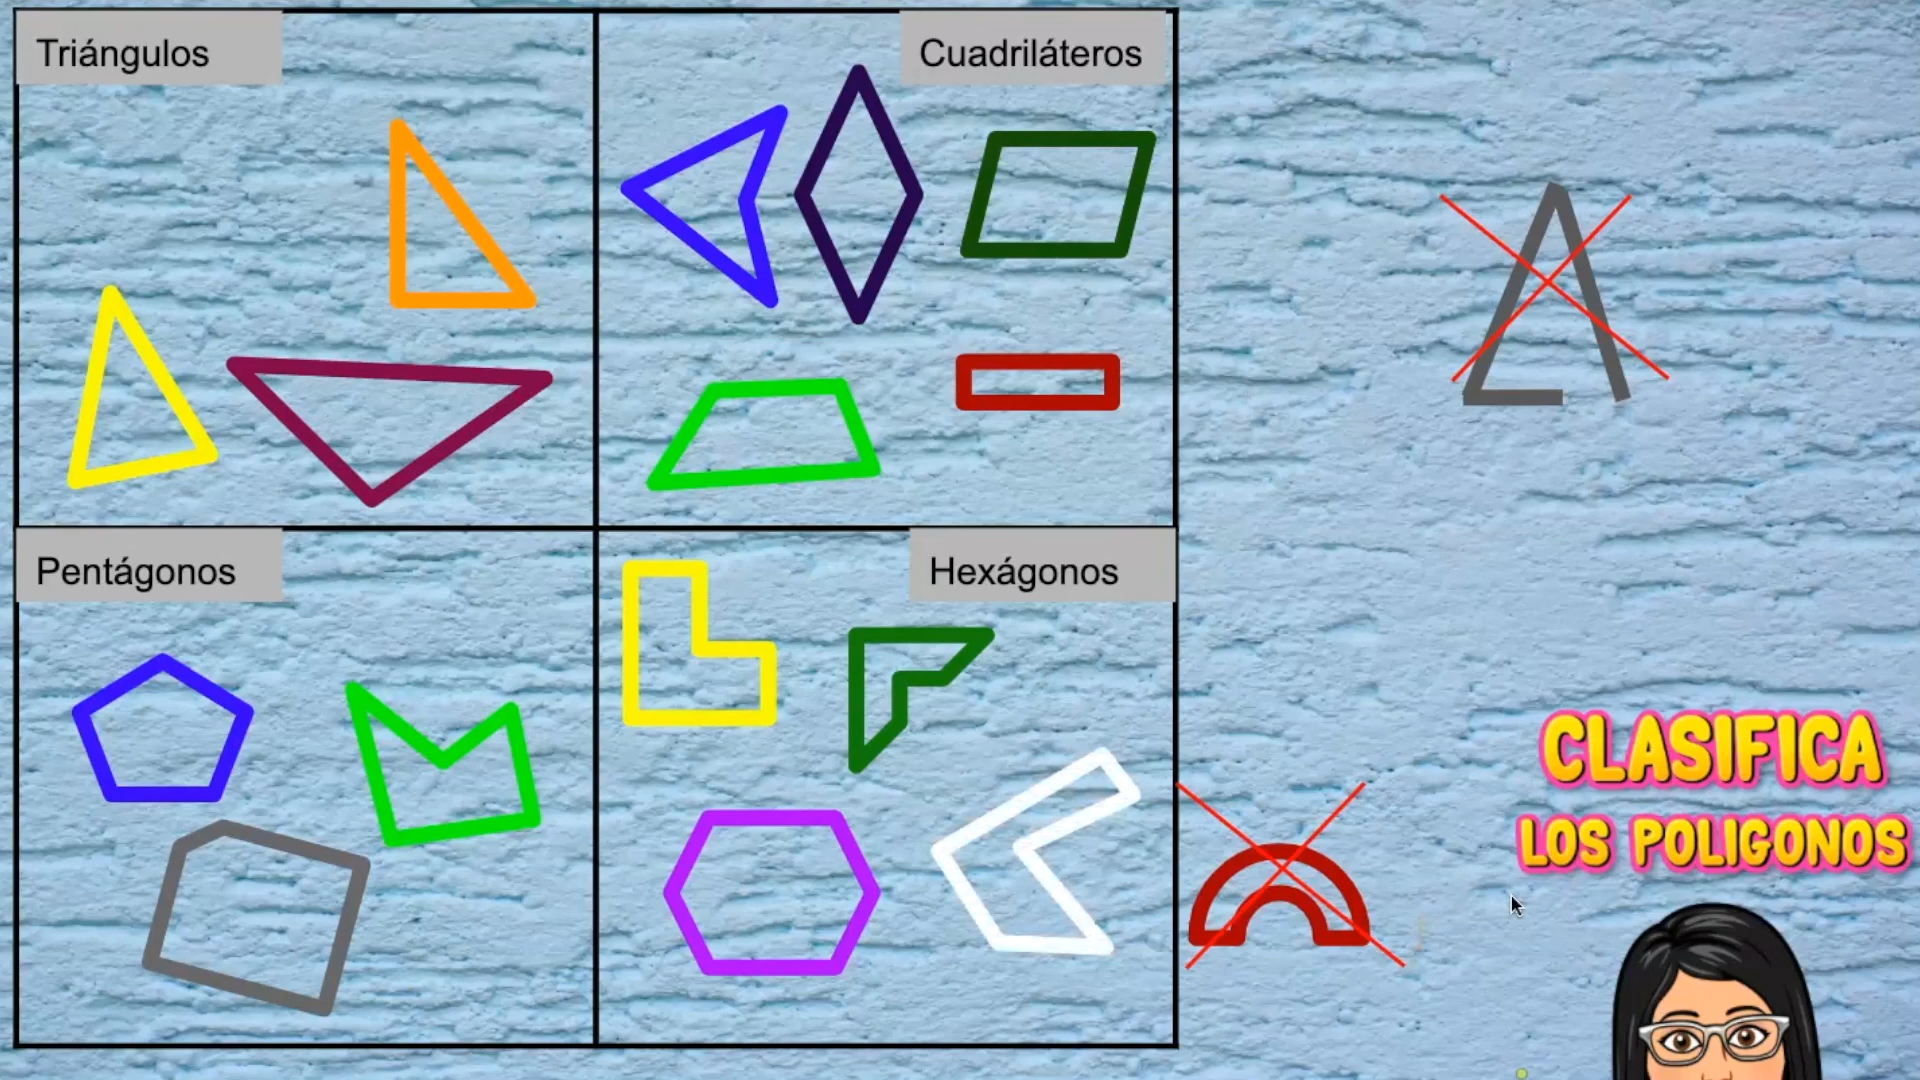 Triángulos
Cuadriláteros
Pentágonos
Hexágonos
CLASIFICA
LOS POLIGONOS